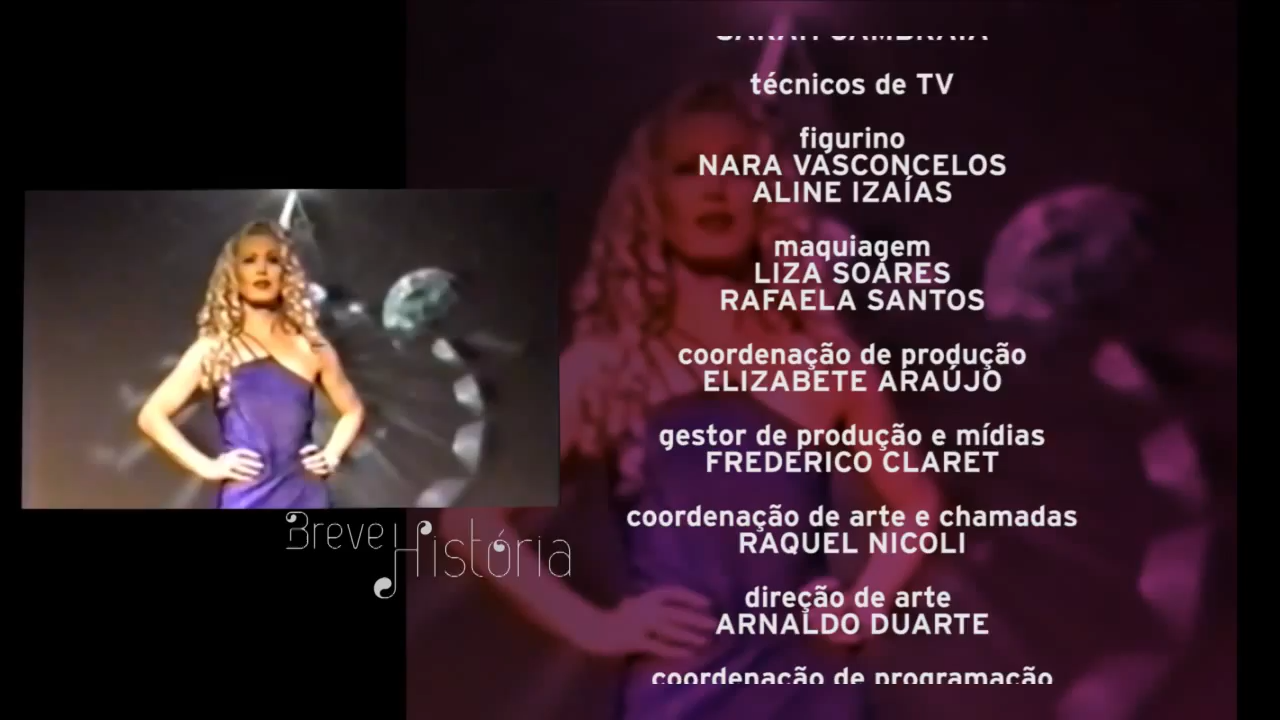 técnicos de TV
figurino
NARA VASCONCELOS
ALINE IZAÍAS
maquiagem
LIZA SOARES
RAFAELA SANTOS
coordenação de produção
ELIZABETE ARAÚJO
gestor de produção e mídias
FREDERICO CLARET
coordenação de arte e chamadas
RAQUEL NICOLI
direção de arte
ARNALDO DUARTE
coordenação de programação
Breve
História